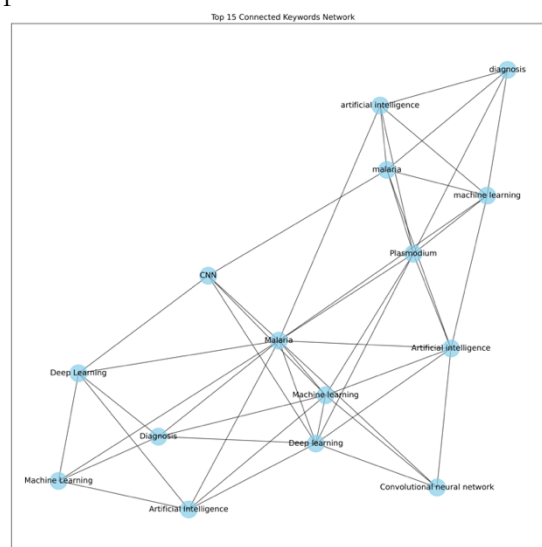 Top 15 Connected Keywords Network
diagnosis
artificial intelligence
malaria
machine learning
Plasmodium
CNN
Malaria
Artificial intelligence
Deep Learning
Machine learning
Diagnosis
Deep learning
Machine Learning
Convolutional neural network
Artificial Intelligence